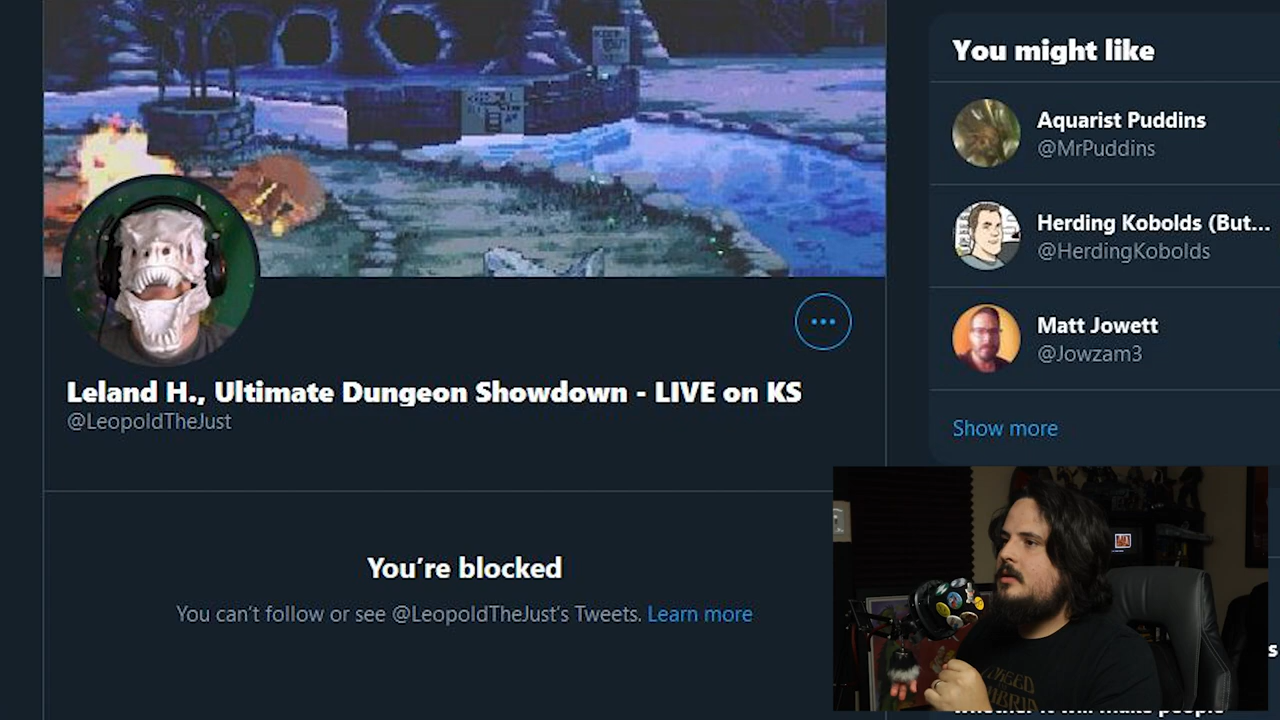 You might like
Aquarist Puddins
@MrPuddins
Herding Kobolds (But...
@HerdingKobolds
Matt Jowett
@Jowzam3
Show more
Leland H., Ultimate Dungeon Showdown - LIVE on KS
@LeopoldTheJust
You're blocked
You can't follow or see @LeopoldTheJust's Tweets. Learn more